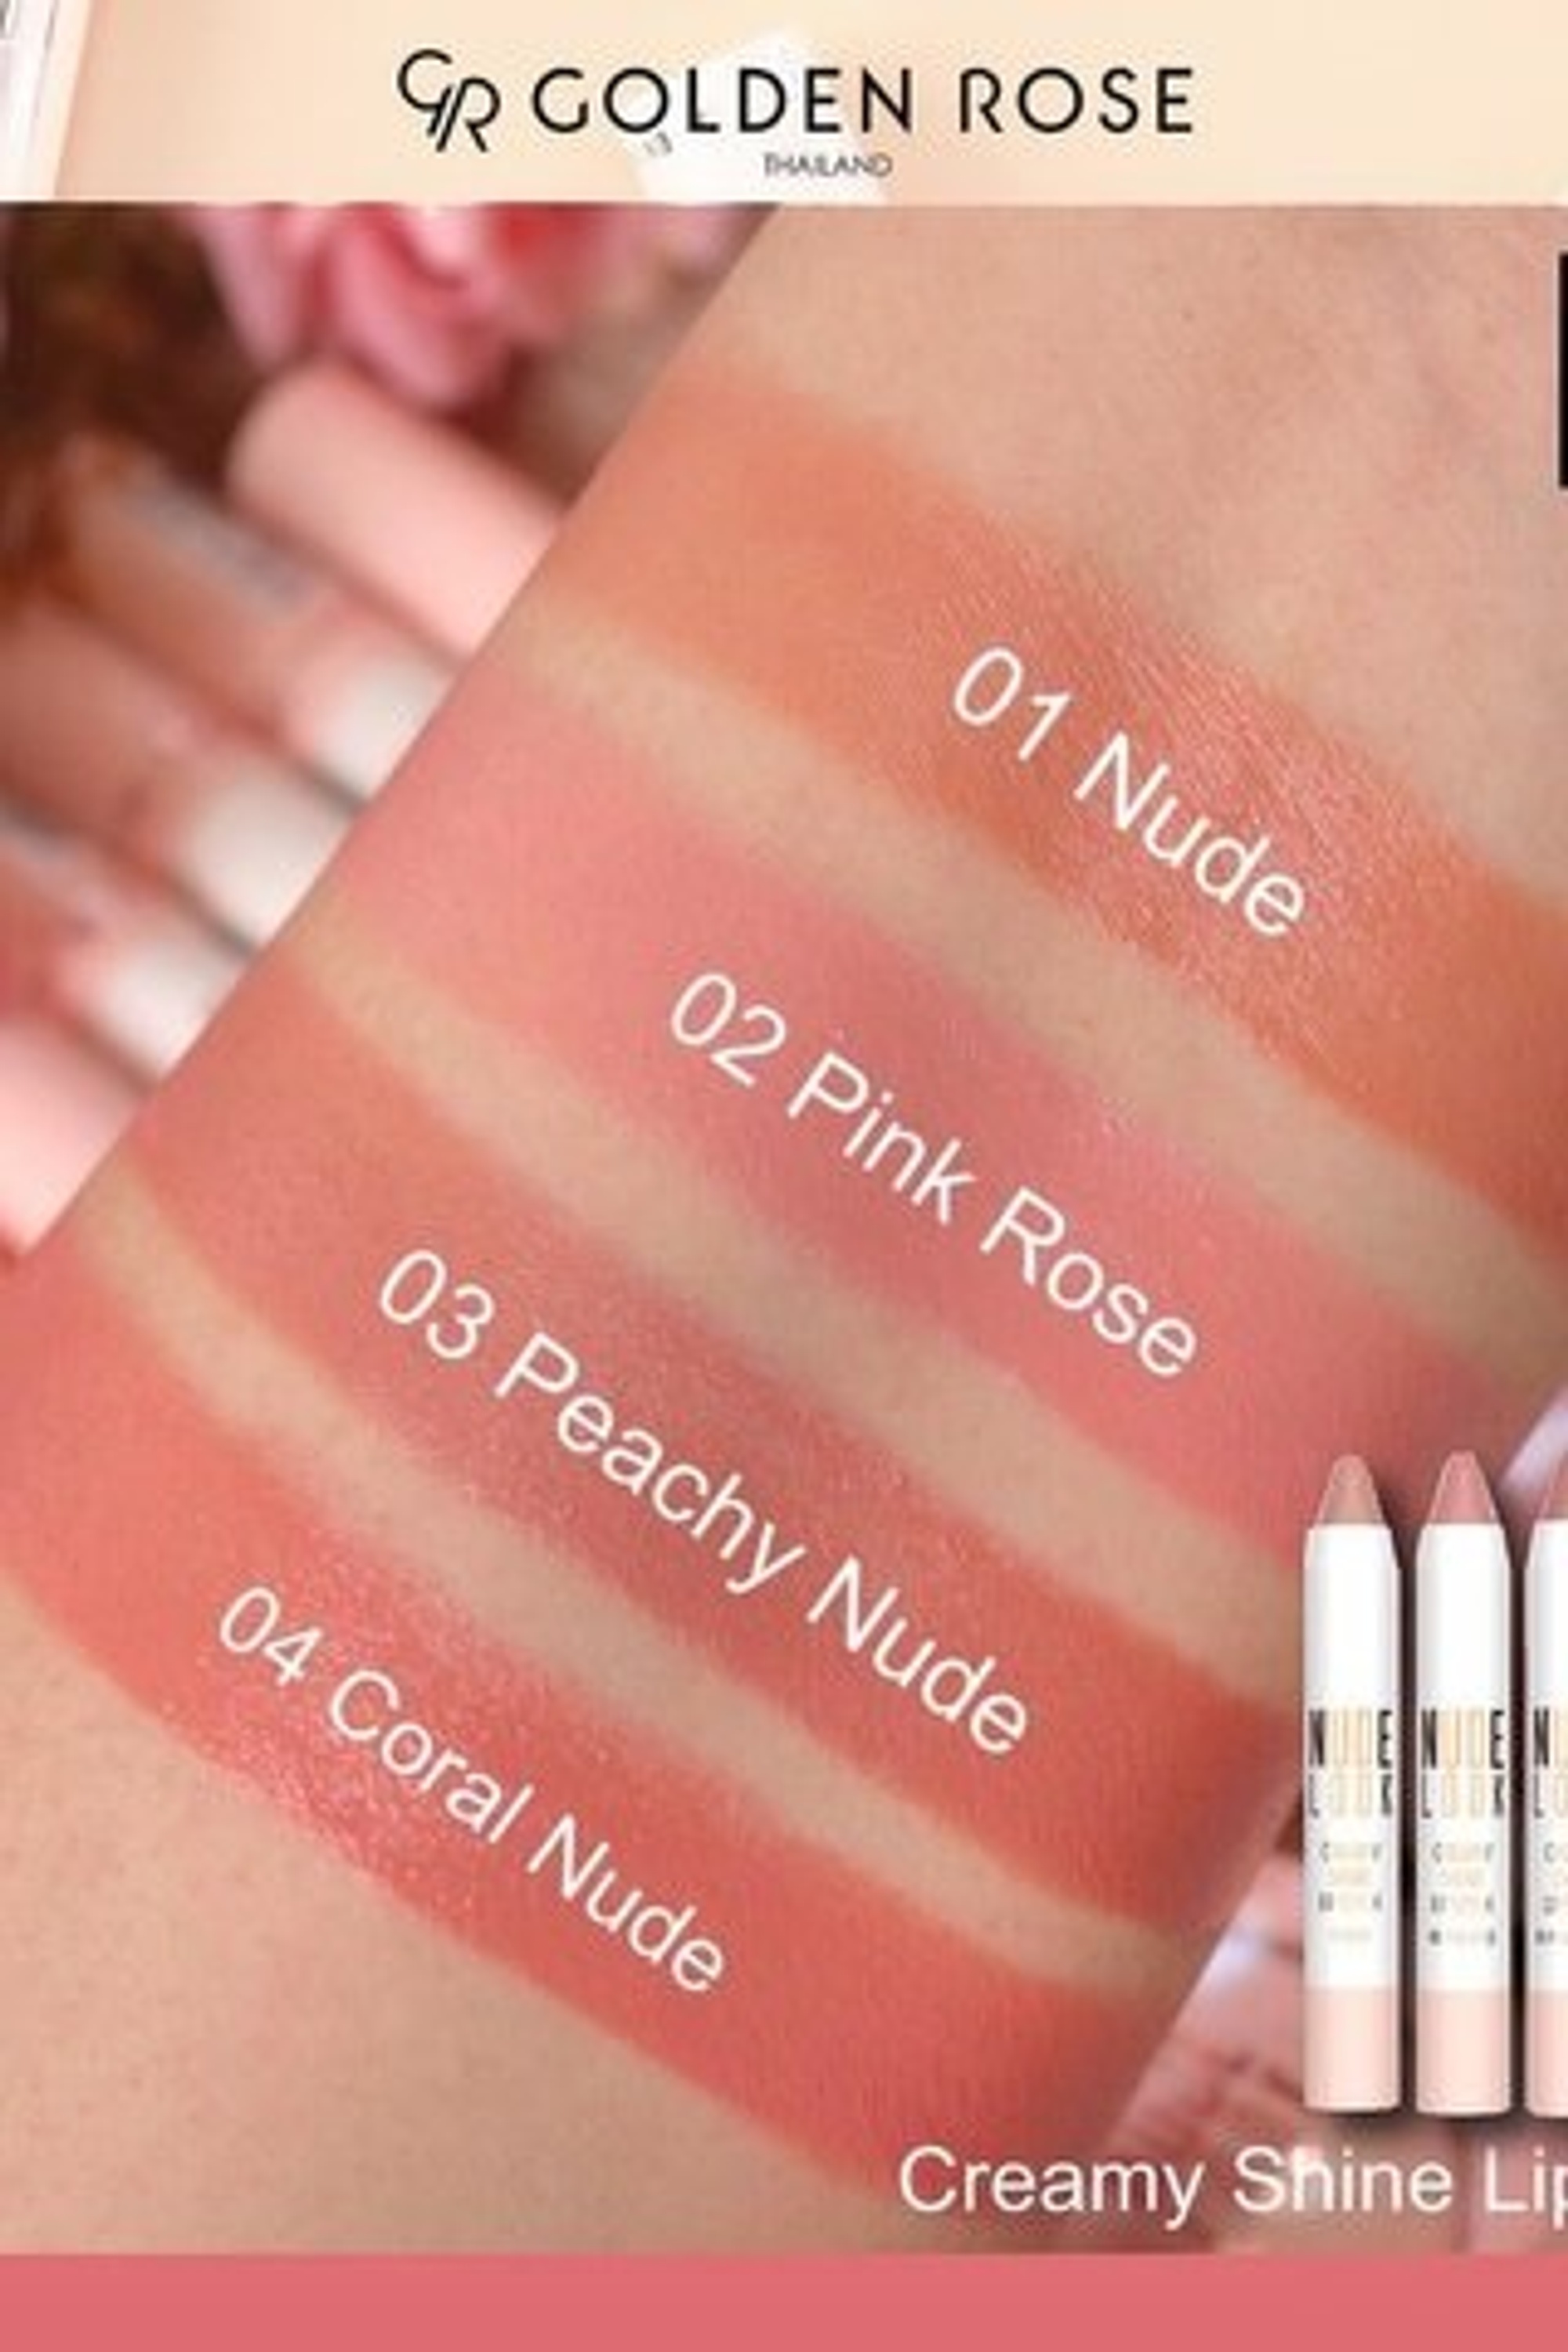 GR GOLDEN ROSE
THAILAND
01 Nude
02 Pink Rose
03 Peachy Nude
04 Coral Nude
NUDE
LOOK
NUDE
LOOK
Creamy Shine Lip